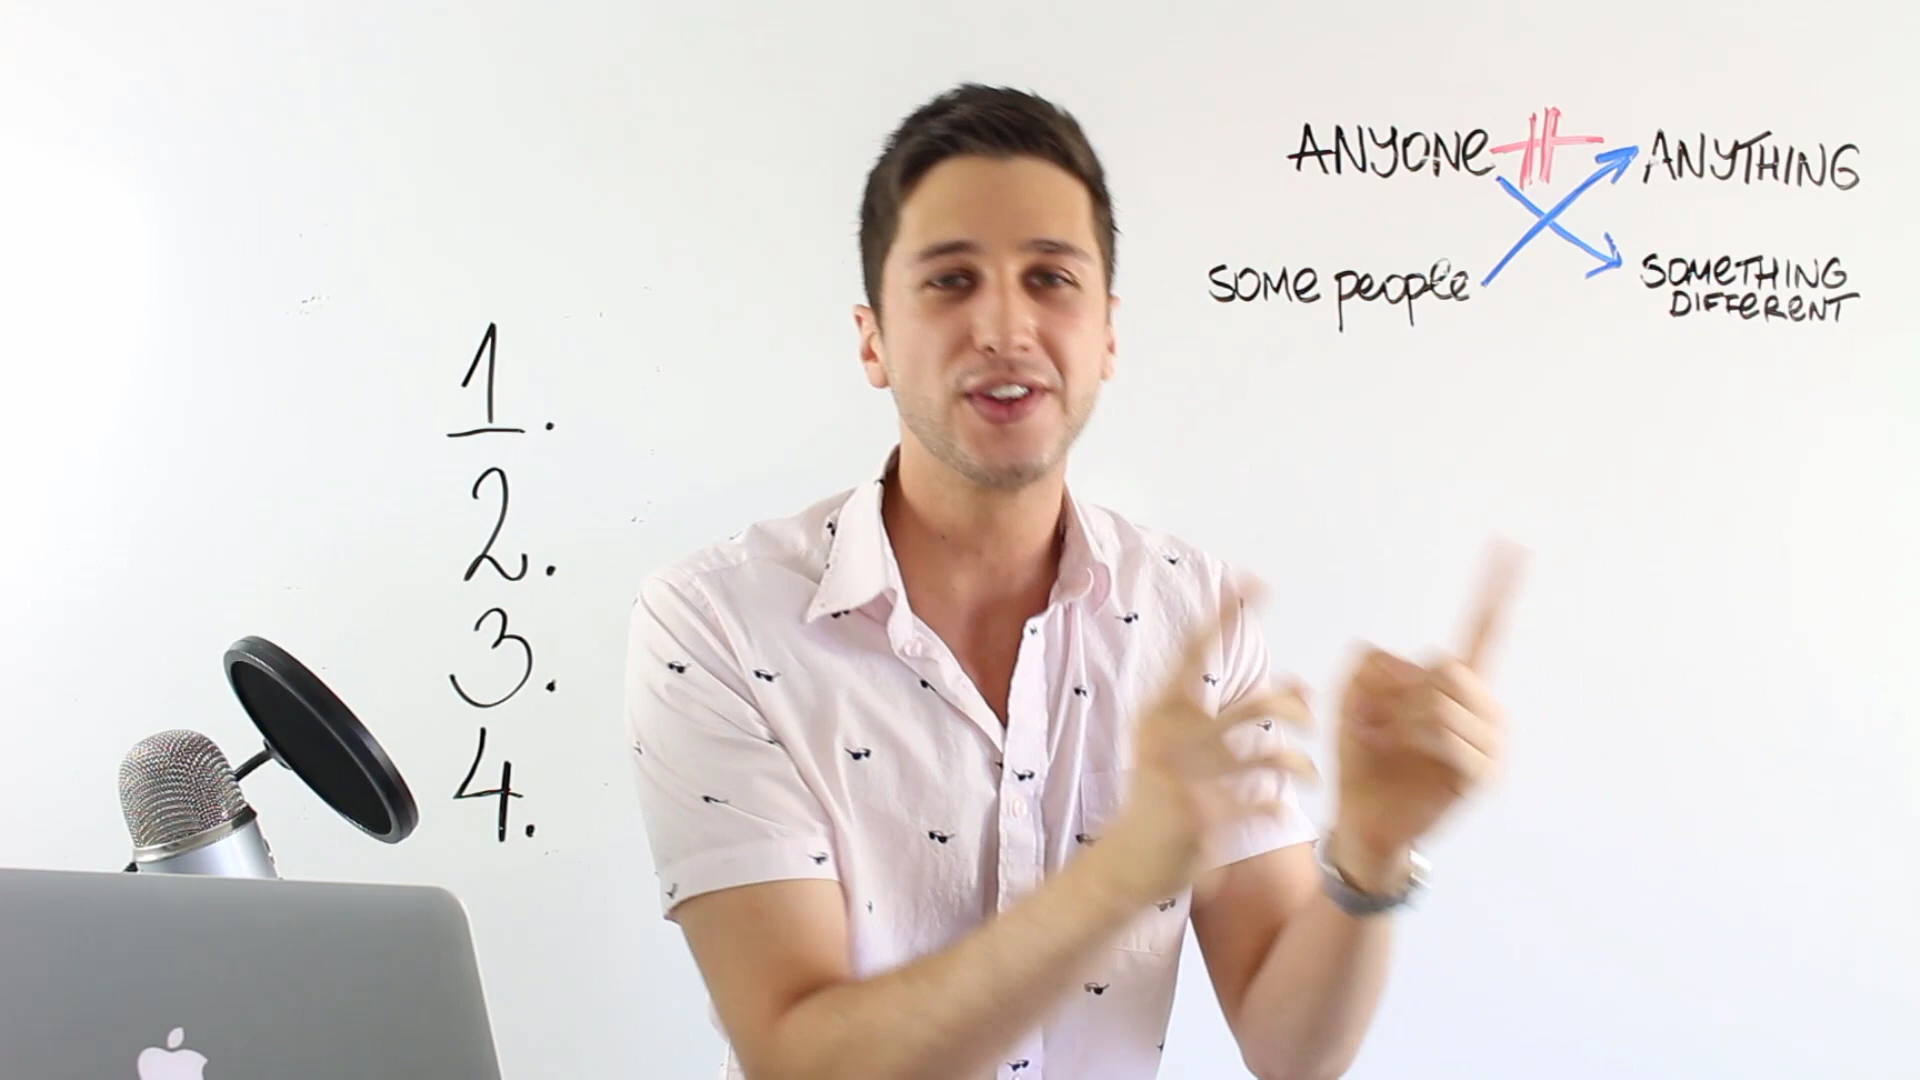 1.
2.
3.
4.
ANYONE ANYTHING
SOME people SOMETHING
DIFFERENT